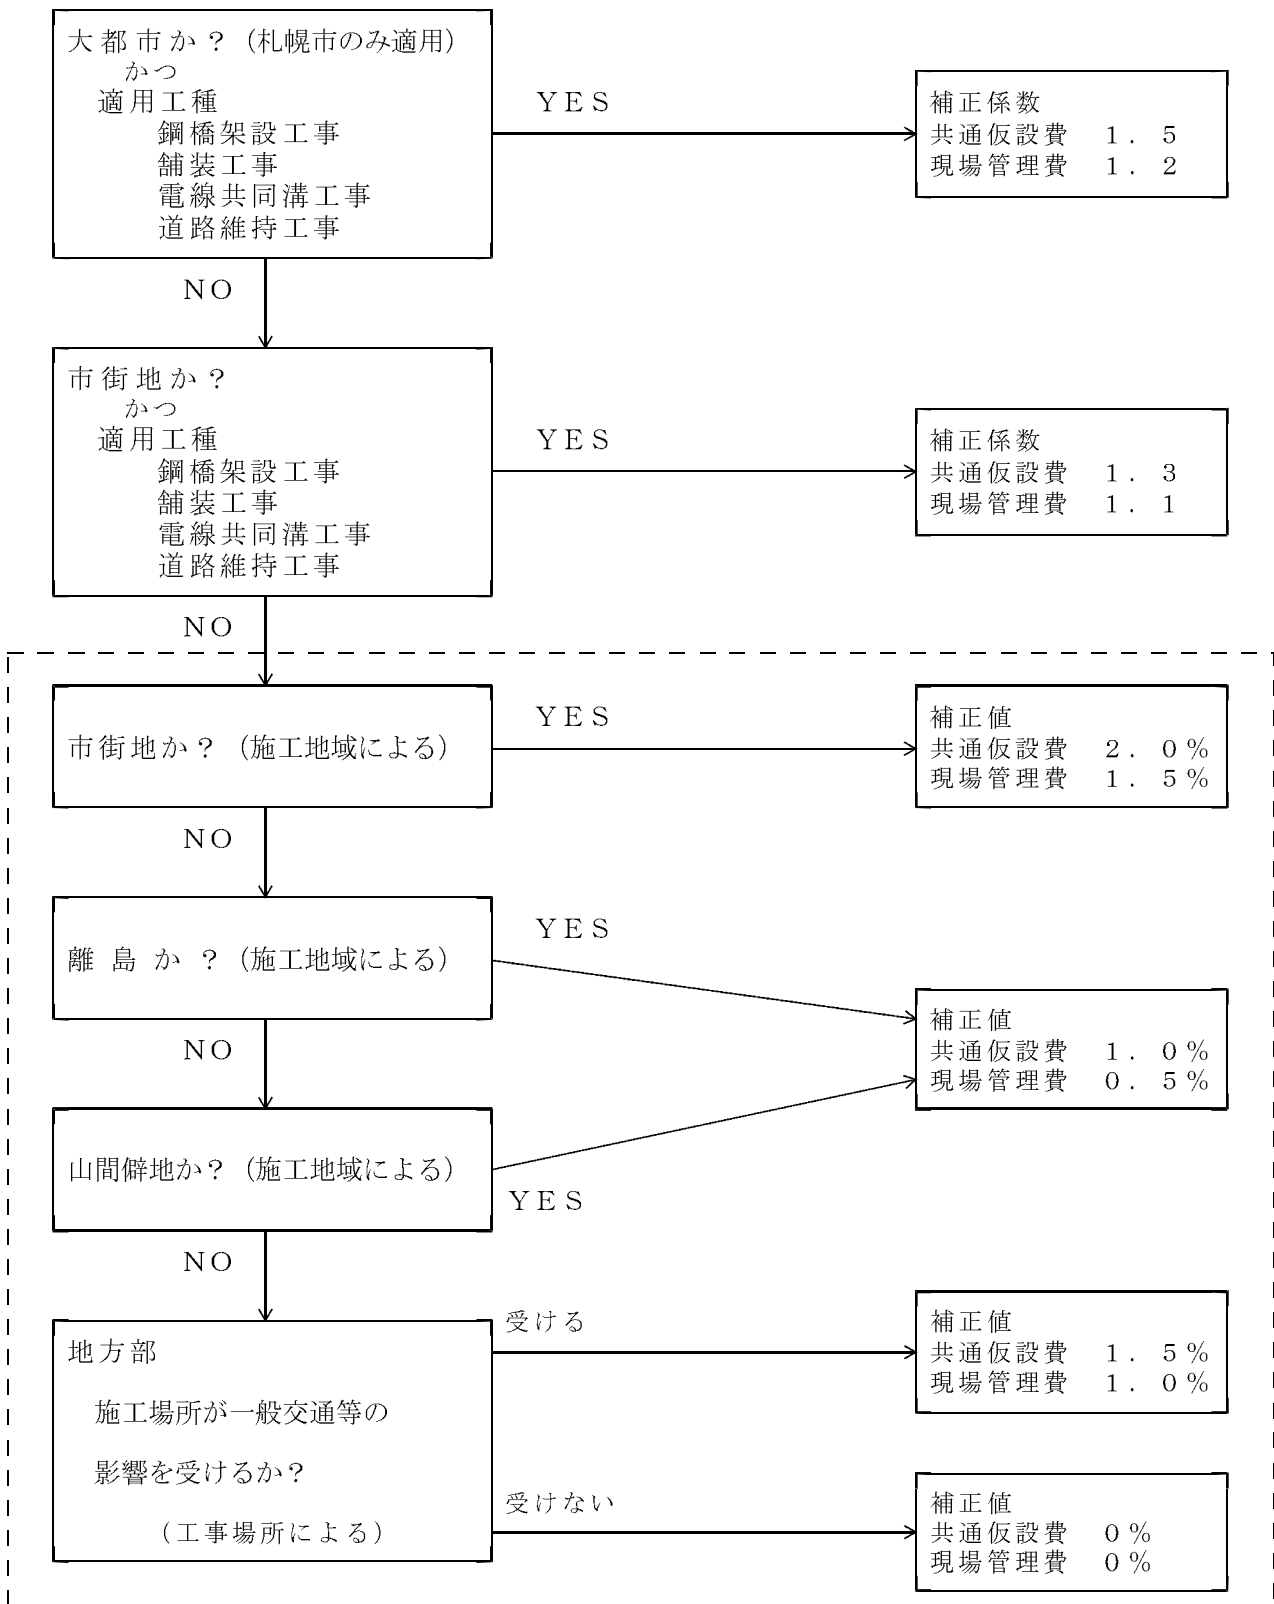 大都市か？（札幌市のみ適用）
かつ
適用工種
鋼橋架設工事
舗装工事
電線共同溝工事
道路維持工事
ＹＥＳ
補正係数
共通仮設費　１．５
現場管理費　１．２
ＮＯ
市街地か？
かつ
適用工種
鋼橋架設工事
舗装工事
電線共同溝工事
道路維持工事
ＹＥＳ
補正係数
共通仮設費　１．３
現場管理費　１．１
ＮＯ
市街地か？（施工地域による）
ＹＥＳ
補正値
共通仮設費　２．０％
現場管理費　１．５％
ＮＯ
離島か？（施工地域による）
ＹＥＳ
補正値
共通仮設費　１．０％
現場管理費　０．５％
ＮＯ
山間僻地か？（施工地域による）
ＹＥＳ
ＮＯ
地方部
施工場所が一般交通等の
影響を受けるか？
（工事場所による）
受ける
補正値
共通仮設費　１．５％
現場管理費　１．０％
受けない
補正値
共通仮設費　０％
現場管理費　０％